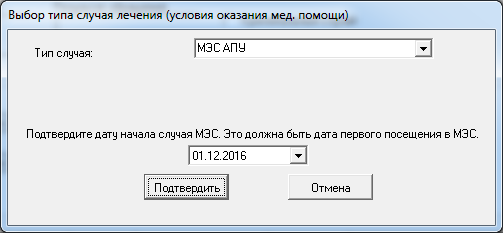 Выбор типа случая лечения (условия оказания мед. помощи)
Тип случая: МЭС АПУ
Подтвердите дату начала случая МЭС. Это должна быть дата первого посещения в МЭС.
01.12.2016
Подтвердить Отмена